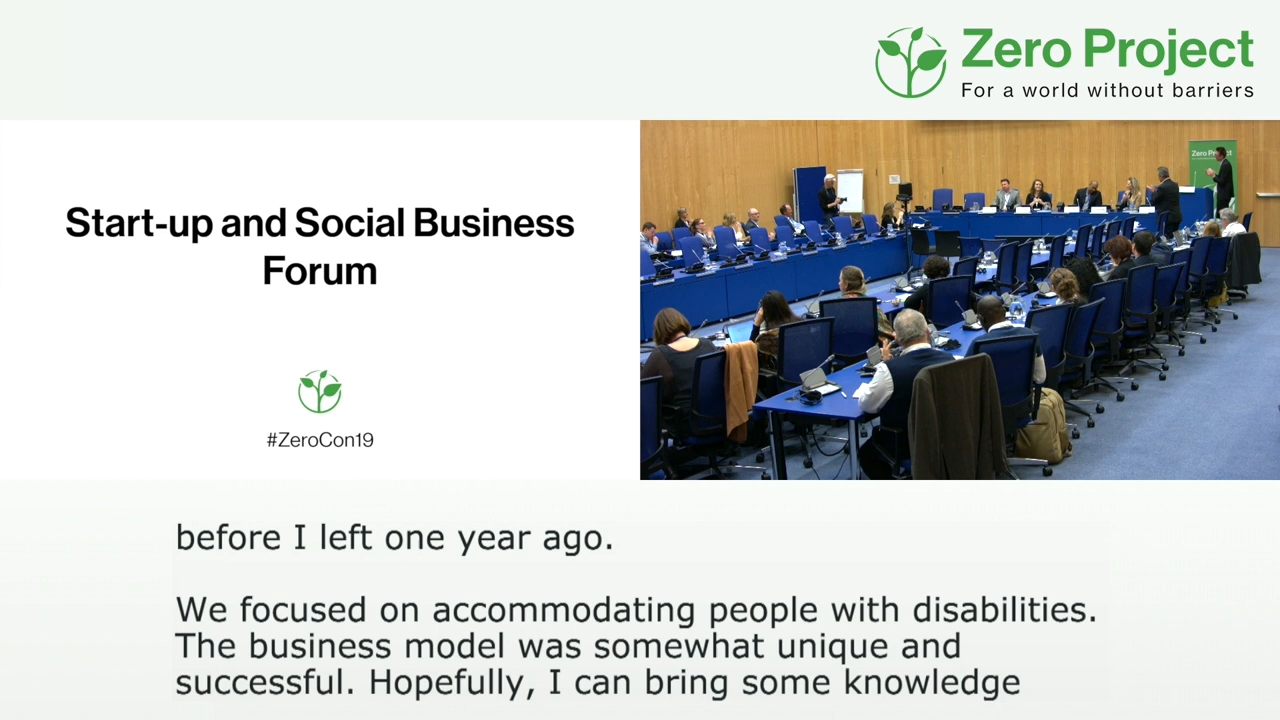 Zero Project
For a world without barriers
Start-up and Social Business
Forum
#ZeroCon19
Zero Project
before I left one year ago.
We focused on accommodating people with disabilities.
The business model was somewhat unique and
successful. Hopefully, I can bring some knowledge